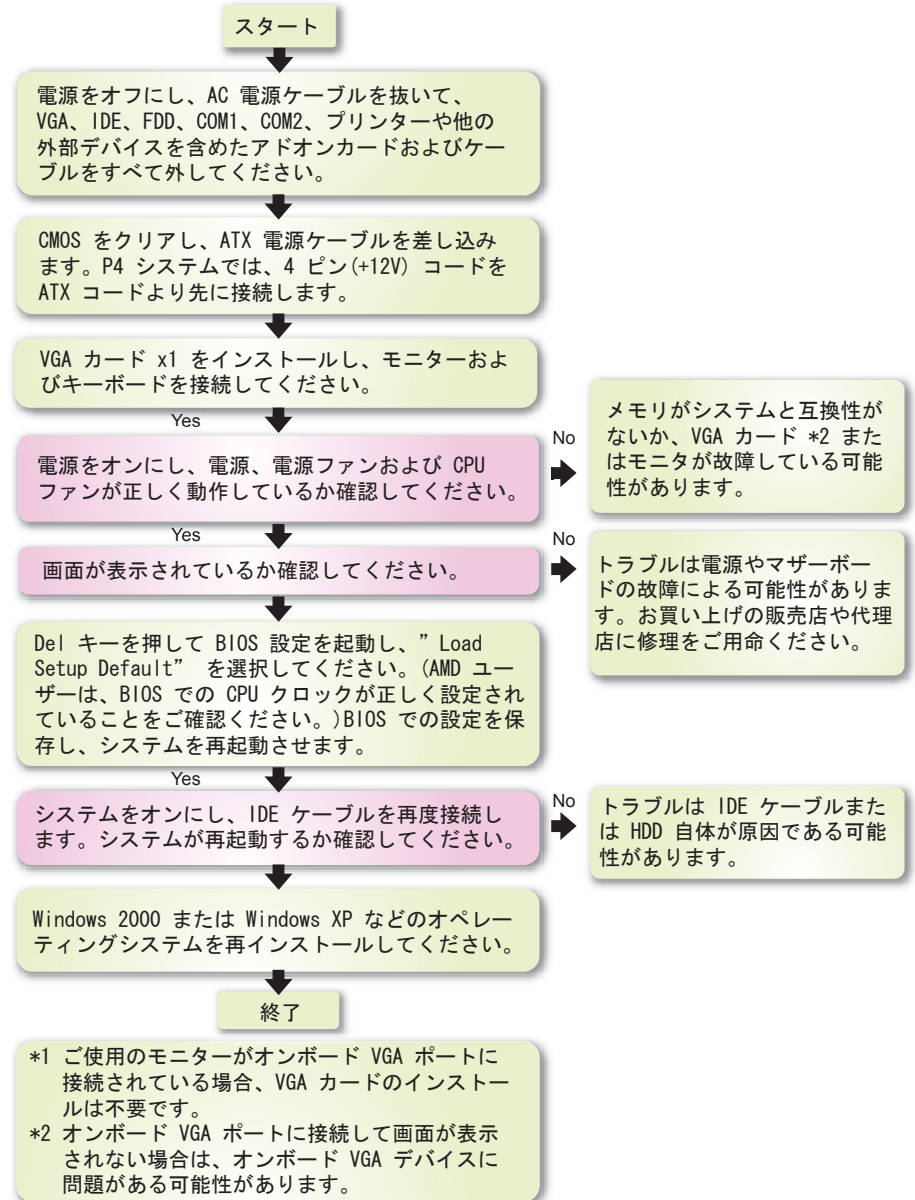 スタート
電源をオフにし、AC 電源ケーブルを抜いて、
VGA、IDE、FDD、COM1、COM2、プリンターや他の
外部デバイスを含めたアドオンカードおよびケー
ブルをすべて外してください。
CMOS をクリアし、ATX 電源ケーブルを差し込み
ます。P4 システムでは、4 ピン(+12V) コードを
ATX コードより先に接続します。
VGA カード x1 をインストールし、モニターおよ
びキーボードを接続してください。
Yes
電源をオンにし、電源、電源ファンおよび CPU
ファンが正しく動作しているか確認してください。
No
メモリがシステムと互換性が
ないか、VGA カード *2 また
はモニタが故障している可能
性があります。
Yes
画面が表示されているか確認してください。
No
トラブルは電源やマザーボー
ドの故障による可能性がありま
す。お買い上げの販売店や代理
店に修理をご用命ください。
Del キーを押して BIOS 設定を起動し、” Load
Setup Default” を選択してください。(AMD ユー
ザーは、BIOS での CPU クロックが正しく設定され
ていることをご確認ください。)BIOS での設定を保
存し、システムを再起動させます。
Yes
システムをオンにし、IDE ケーブルを再度接続し
ます。システムが再起動するか確認してください。
No
トラブルは IDE ケーブルまた
は HDD 自体が原因である可能
性があります。
Windows 2000 または Windows XP などのオペレー
ティングシステムを再インストールしてください。
終了
*1 ご使用のモニターがオンボード VGA ポートに
接続されている場合、VGA カードのインストー
ルは不要です。
*2 オンボード VGA ポートに接続して画面が表示
されない場合は、オンボード VGA デバイスに
問題がある可能性があります。